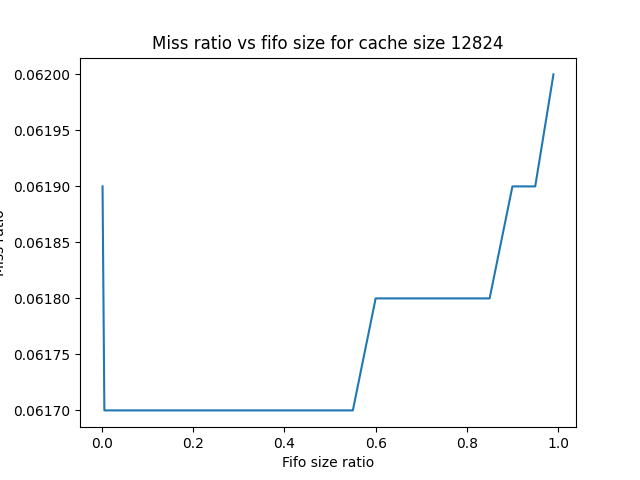 Miss ratio vs fifo size for cache size 12824
0.06200
0.06195
0.06190
0.06185
0.06180
0.06175
0.06170
Miss ratio
0.0 0.2 0.4 0.6 0.8 1.0
Fifo size ratio